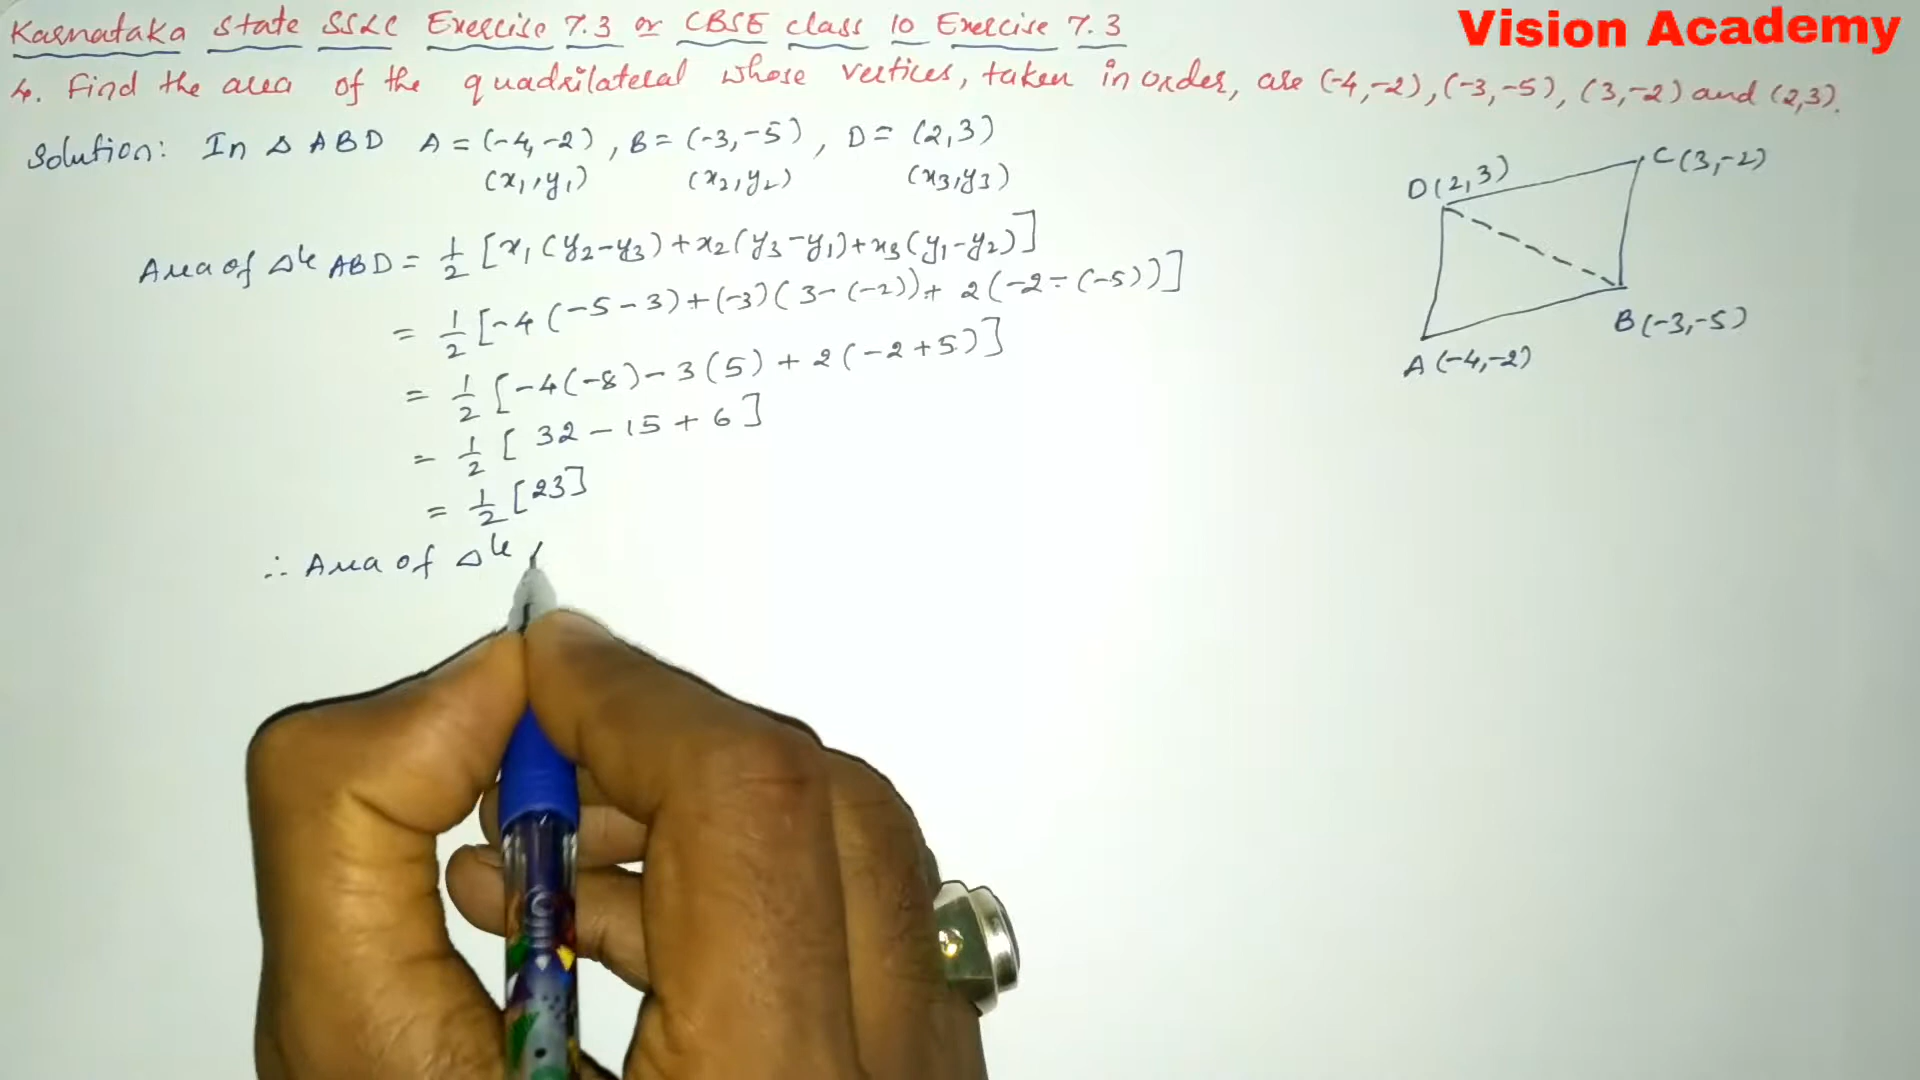 Karnataka State SSLC Exercise 7.3 or CBSE class 10 Exercise 7.3
Vision Academy
4. Find the area of the quadrilateral whose vertices, taken in order, are (-4,-2), (-3,-5), (3,-2) and (2,3).
Solution: In △ ABD A = (-4,-2), B = (-3,-5), D = (2,3)
(x₁,y₁) (x₂,y₂) (x₃,y₃)
Area of △le ABD = 1/2 [x₁(y₂-y₃)+x₂(y₃-y₁)+x₃(y₁-y₂)]
= 1/2 [-4(-5-3)+(-3)(3-(-2))+2(-2-(-5))]
= 1/2 [-4(-8)-3(5)+2(-2+5)]
= 1/2 [32-15+6]
= 1/2 [23]
∴ Area of △le
D(2,3)
C(3,-2)
B(-3,-5)
A(-4,-2)